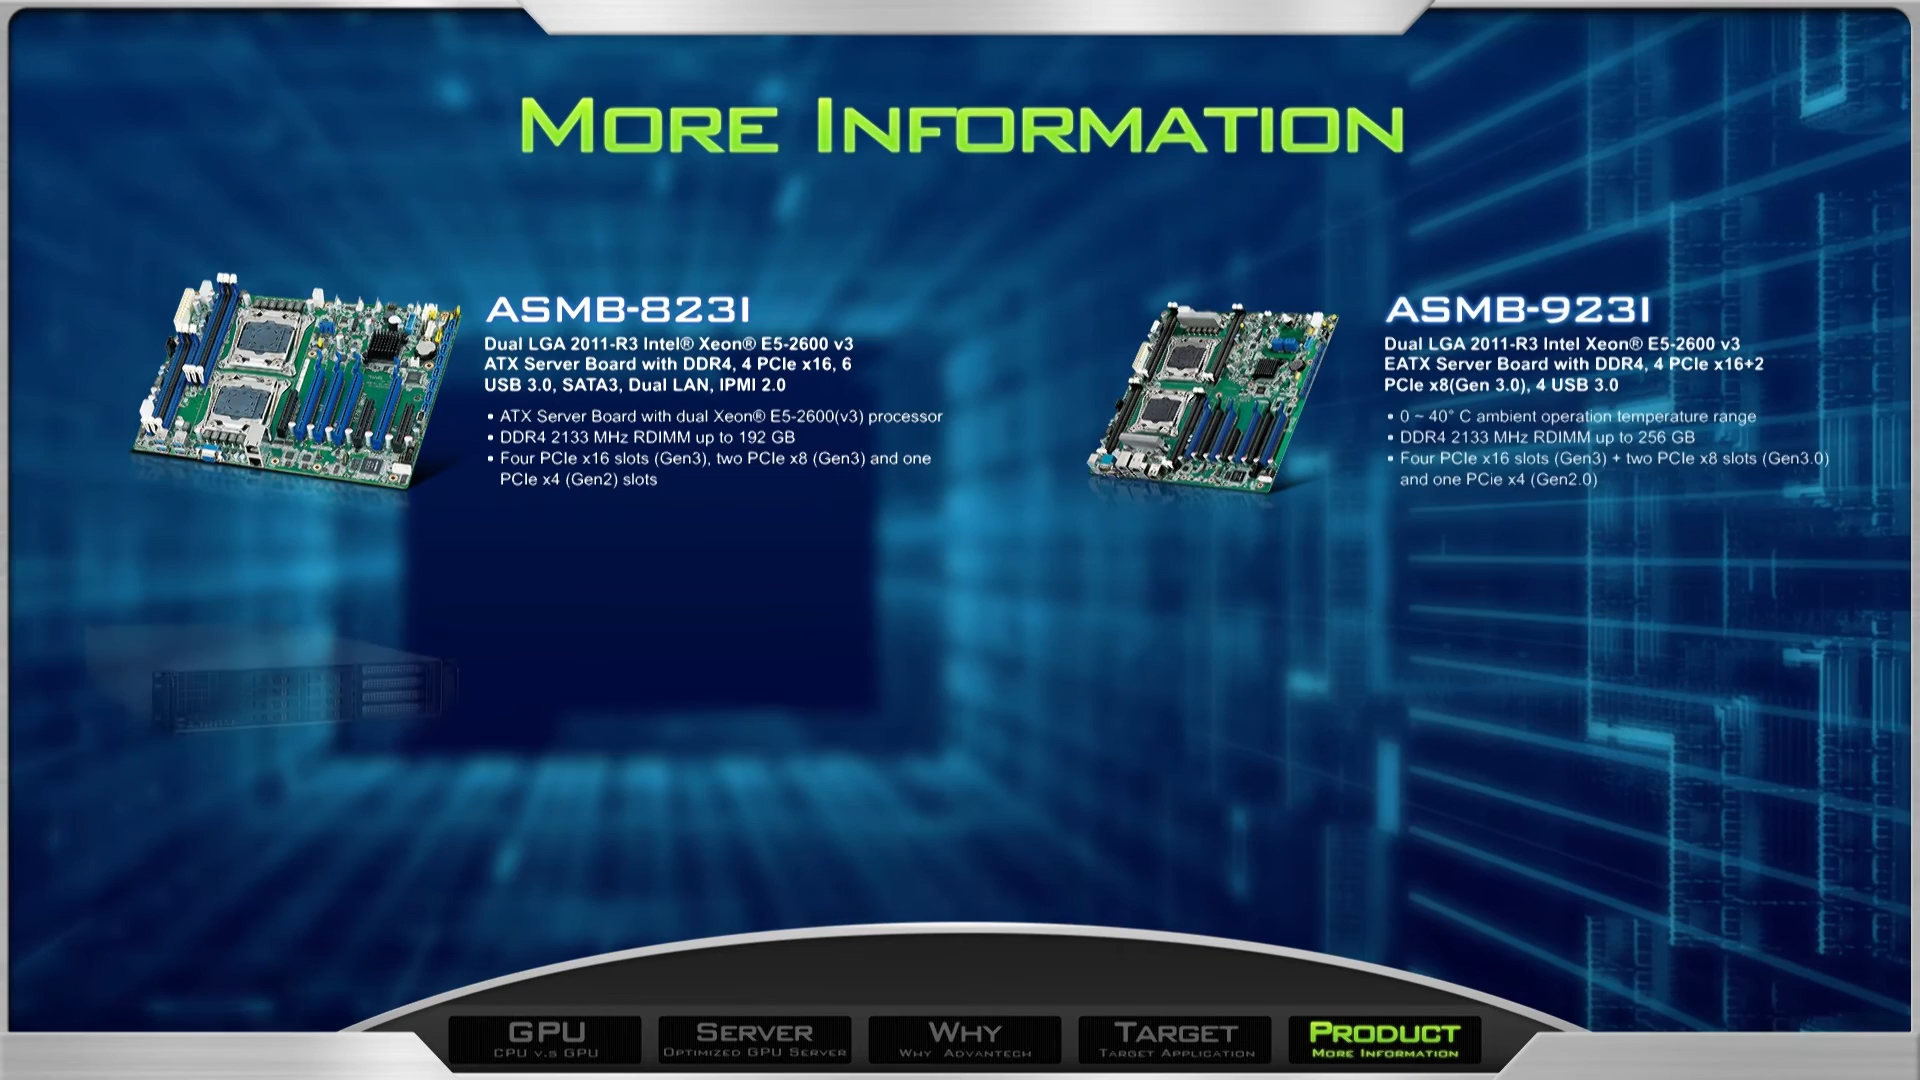 MORE INFORMATION
ASMB-823I
Dual LGA 2011-R3 Intel® Xeon® E5-2600 v3
ATX Server Board with DDR4, 4 PCIe x16, 6
USB 3.0, SATA3, Dual LAN, IPMI 2.0
▪ ATX Server Board with dual Xeon® E5-2600(v3) processor
▪ DDR4 2133 MHz RDIMM up to 192 GB
▪ Four PCIe x16 slots (Gen3), two PCIe x8 (Gen3) and one
PCIe x4 (Gen2) slots
ASMB-923I
Dual LGA 2011-R3 Intel Xeon® E5-2600 v3
EATX Server Board with DDR4, 4 PCIe x16+2
PCIe x8(Gen 3.0), 4 USB 3.0
▪ 0 ~ 40° C ambient operation temperature range
▪ DDR4 2133 MHz RDIMM up to 256 GB
▪ Four PCIe x16 slots (Gen3) + two PCIe x8 slots (Gen3.0)
and one PCie x4 (Gen2.0)
GPU
CPU V.S GPU
SERVER
OPTIMIZED GPU SERVER
WHY
WHY ADVANTECH
TARGET
TARGET APPLICATION
PRODUCT
MORE INFORMATION